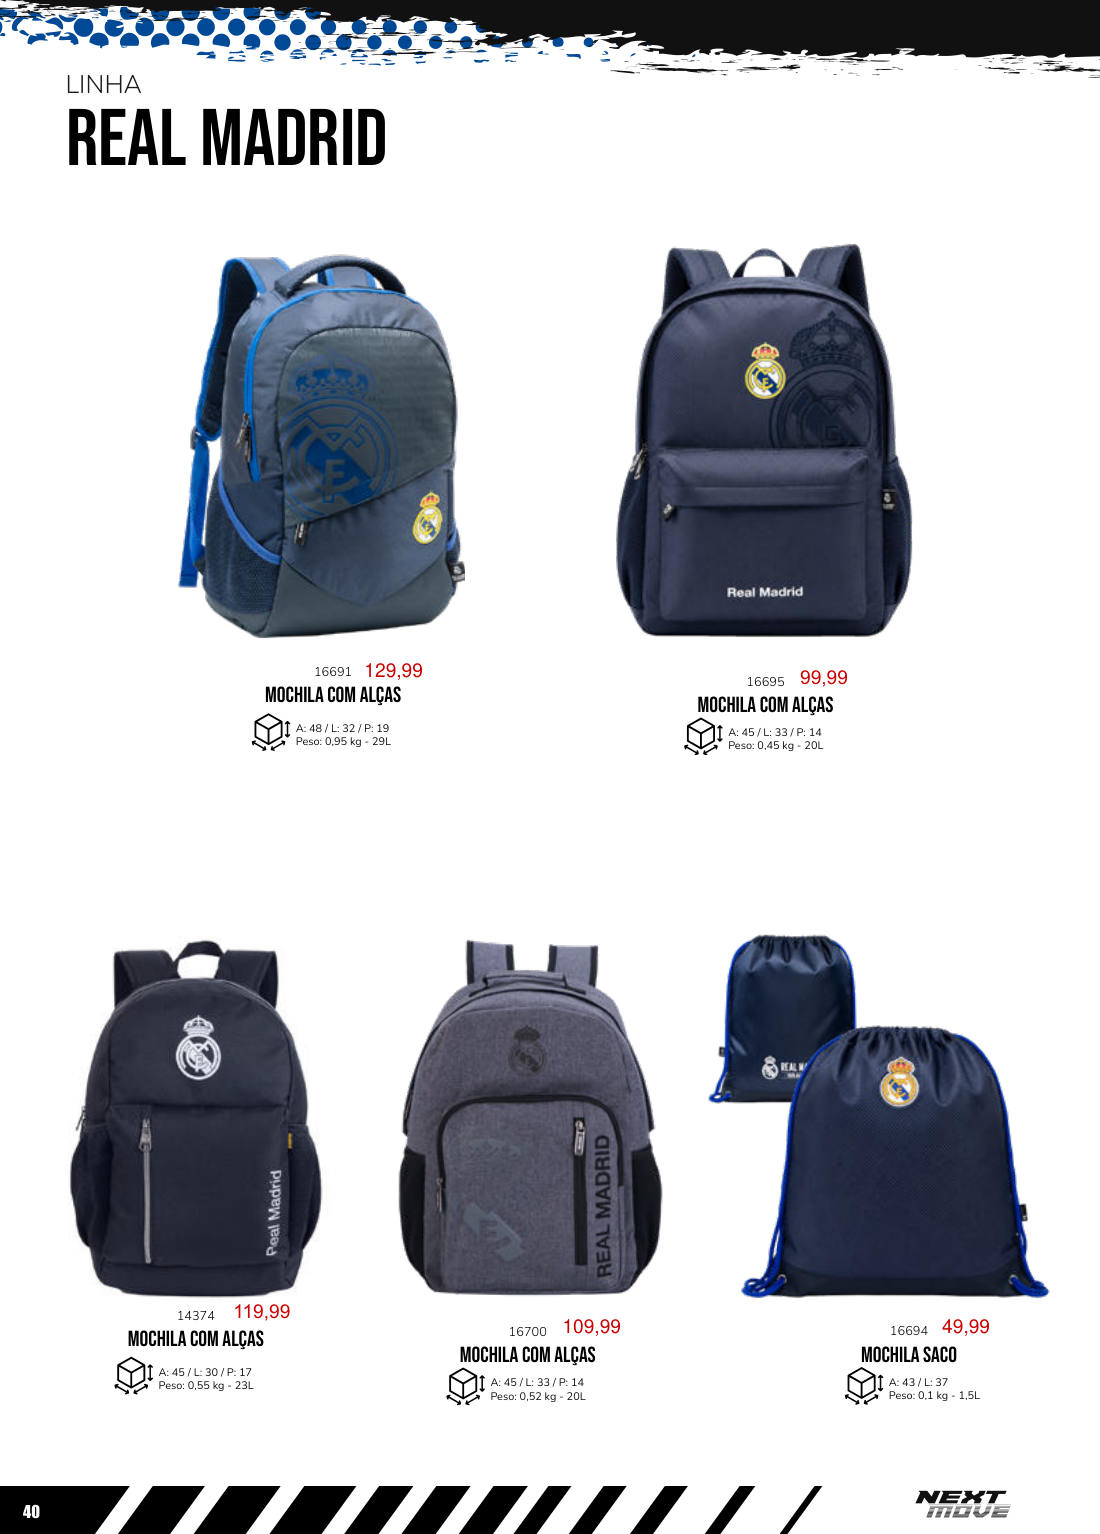 LINHA
REAL MADRID
Real Madrid
16691 129,99
MOCHILA COM ALÇAS
A: 48 / L: 32 / P: 19
Peso: 0,95 kg - 29L
16695 99,99
MOCHILA COM ALÇAS
A: 45 / L: 33 / P: 14
Peso: 0,45 kg - 20L
Real Madrid
REAL MADRID
REAL
14374 119,99
MOCHILA COM ALÇAS
A: 45 / L: 30 / P: 17
Peso: 0,55 kg - 23L
16700 109,99
MOCHILA COM ALÇAS
A: 45 / L: 33 / P: 14
Peso: 0,52 kg - 20L
16694 49,99
MOCHILA SACO
A: 43 / L: 37
Peso: 0,1 kg - 1,5L
40
NEXT
MOVE